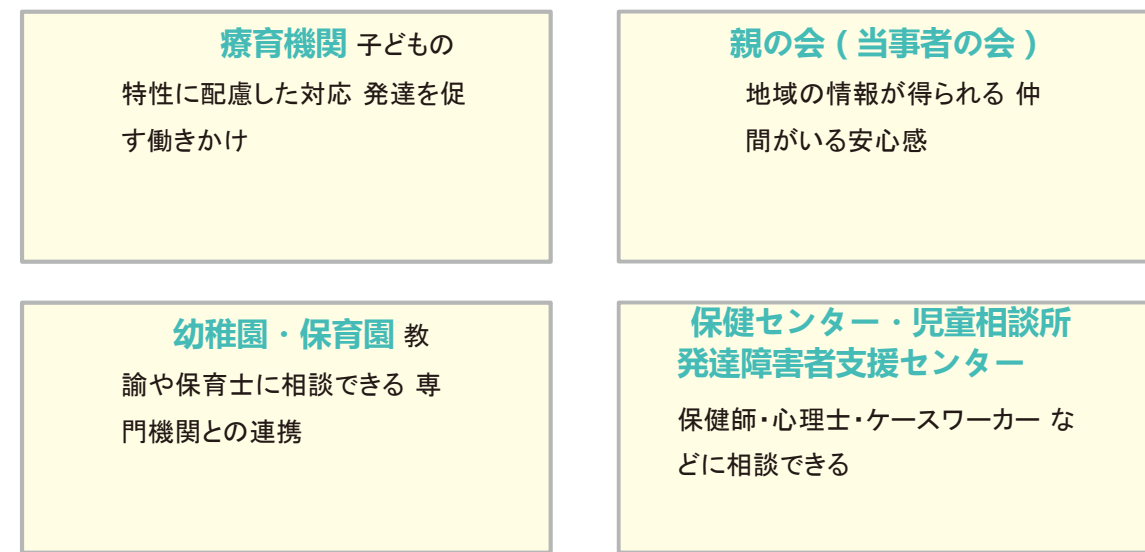 療育機関 子どもの
特性に配慮した対応 発達を促
す働きかけ
親の会 ( 当事者の会 )
地域の情報が得られる 仲
間がいる安心感
幼稚園・保育園 教
諭や保育士に相談できる 専
門機関との連携
保健センター・児童相談所
発達障害者支援センター
保健師・心理士・ケースワーカー な
どに相談できる